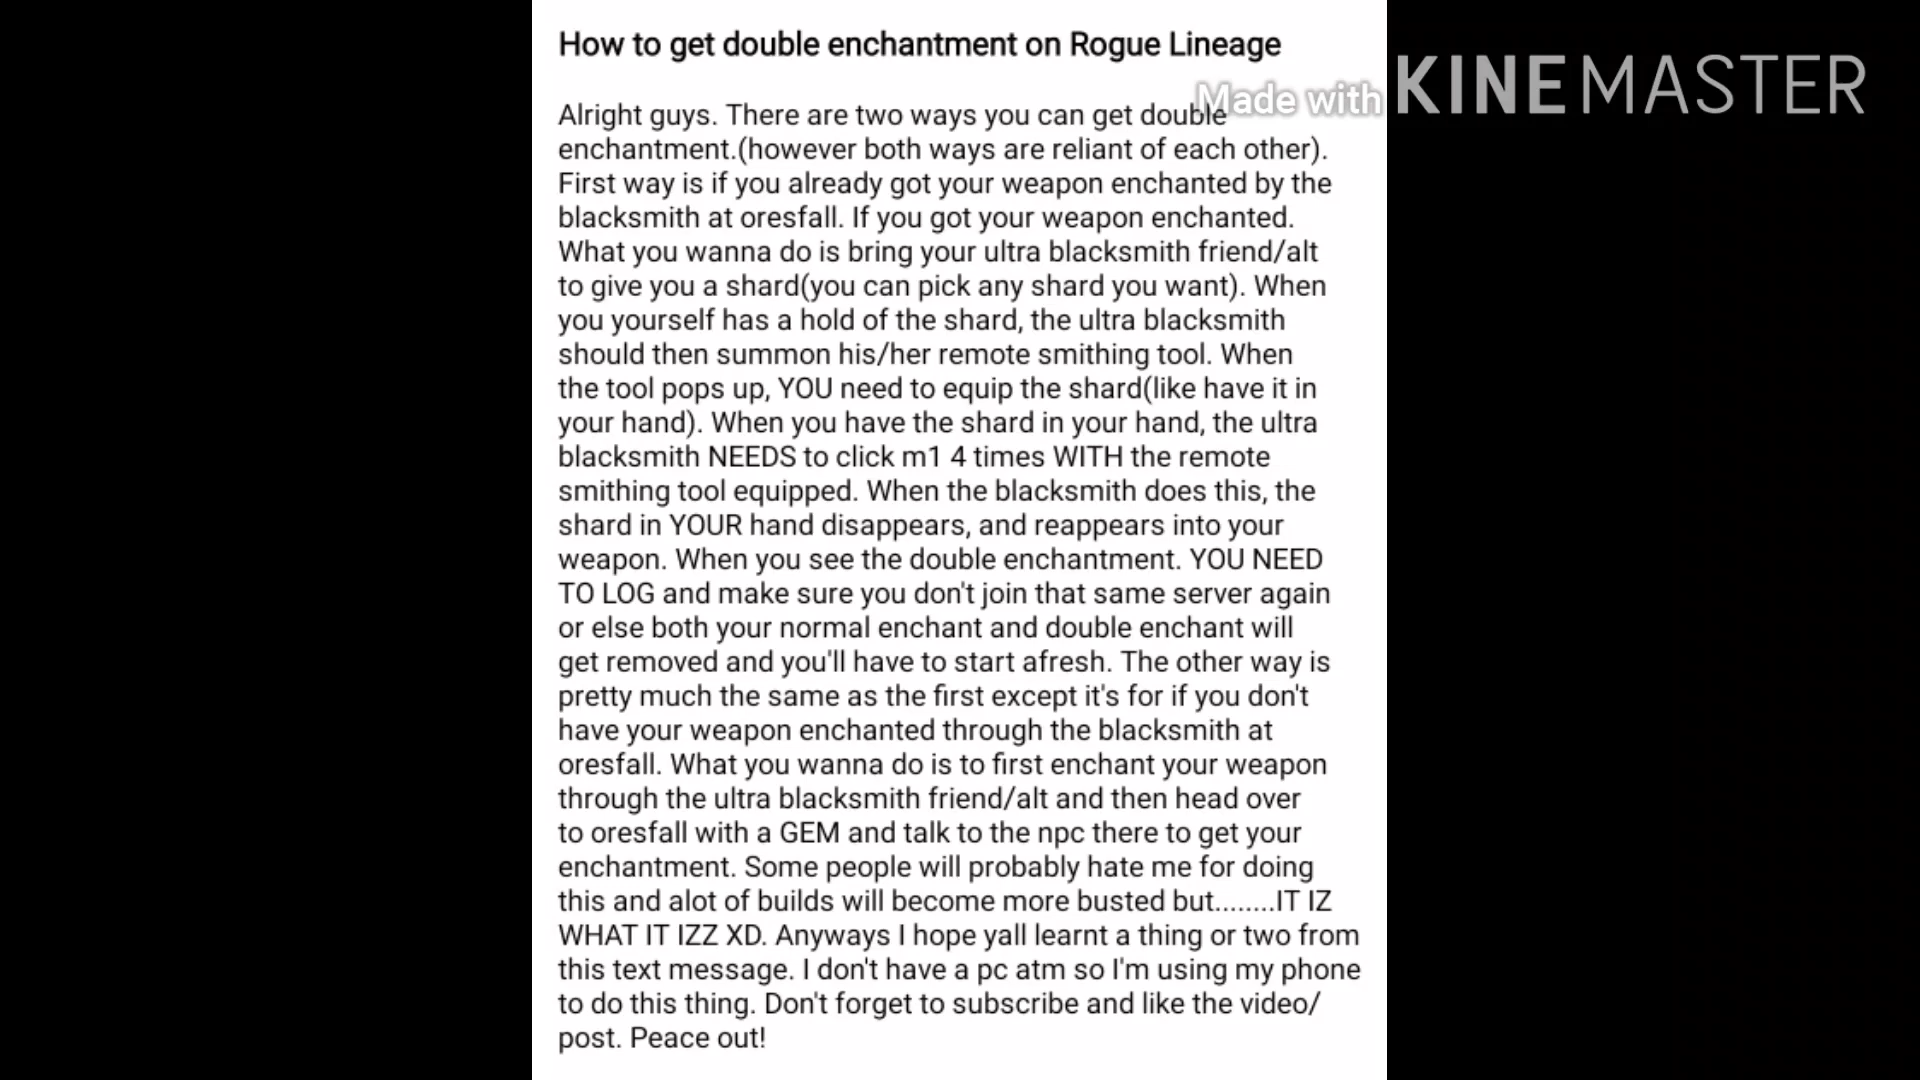 How to get double enchantment on Rogue Lineage
Made with KINEMASTER
Alright guys. There are two ways you can get double
enchantment.(however both ways are reliant of each other).
First way is if you already got your weapon enchanted by the
blacksmith at oresfall. If you got your weapon enchanted.
What you wanna do is bring your ultra blacksmith friend/alt
to give you a shard(you can pick any shard you want). When
you yourself has a hold of the shard, the ultra blacksmith
should then summon his/her remote smithing tool. When
the tool pops up, YOU need to equip the shard(like have it in
your hand). When you have the shard in your hand, the ultra
blacksmith NEEDS to click m1 4 times WITH the remote
smithing tool equipped. When the blacksmith does this, the
shard in YOUR hand disappears, and reappears into your
weapon. When you see the double enchantment. YOU NEED
TO LOG and make sure you don't join that same server again
or else both your normal enchant and double enchant will
get removed and you'll have to start afresh. The other way is
pretty much the same as the first except it's for if you don't
have your weapon enchanted through the blacksmith at
oresfall. What you wanna do is to first enchant your weapon
through the ultra blacksmith friend/alt and then head over
to oresfall with a GEM and talk to the npc there to get your
enchantment. Some people will probably hate me for doing
this and alot of builds will become more busted but........IT IZ
WHAT IT IZZ XD. Anyways I hope yall learnt a thing or two from
this text message. I don't have a pc atm so I'm using my phone
to do this thing. Don't forget to subscribe and like the video/
post. Peace out!